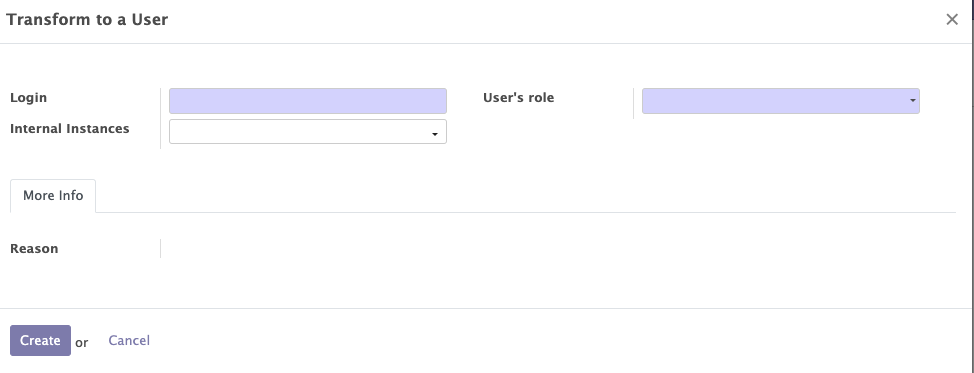 Transform to a User
Login
User's role
Internal Instances
More Info
Reason
Create or Cancel